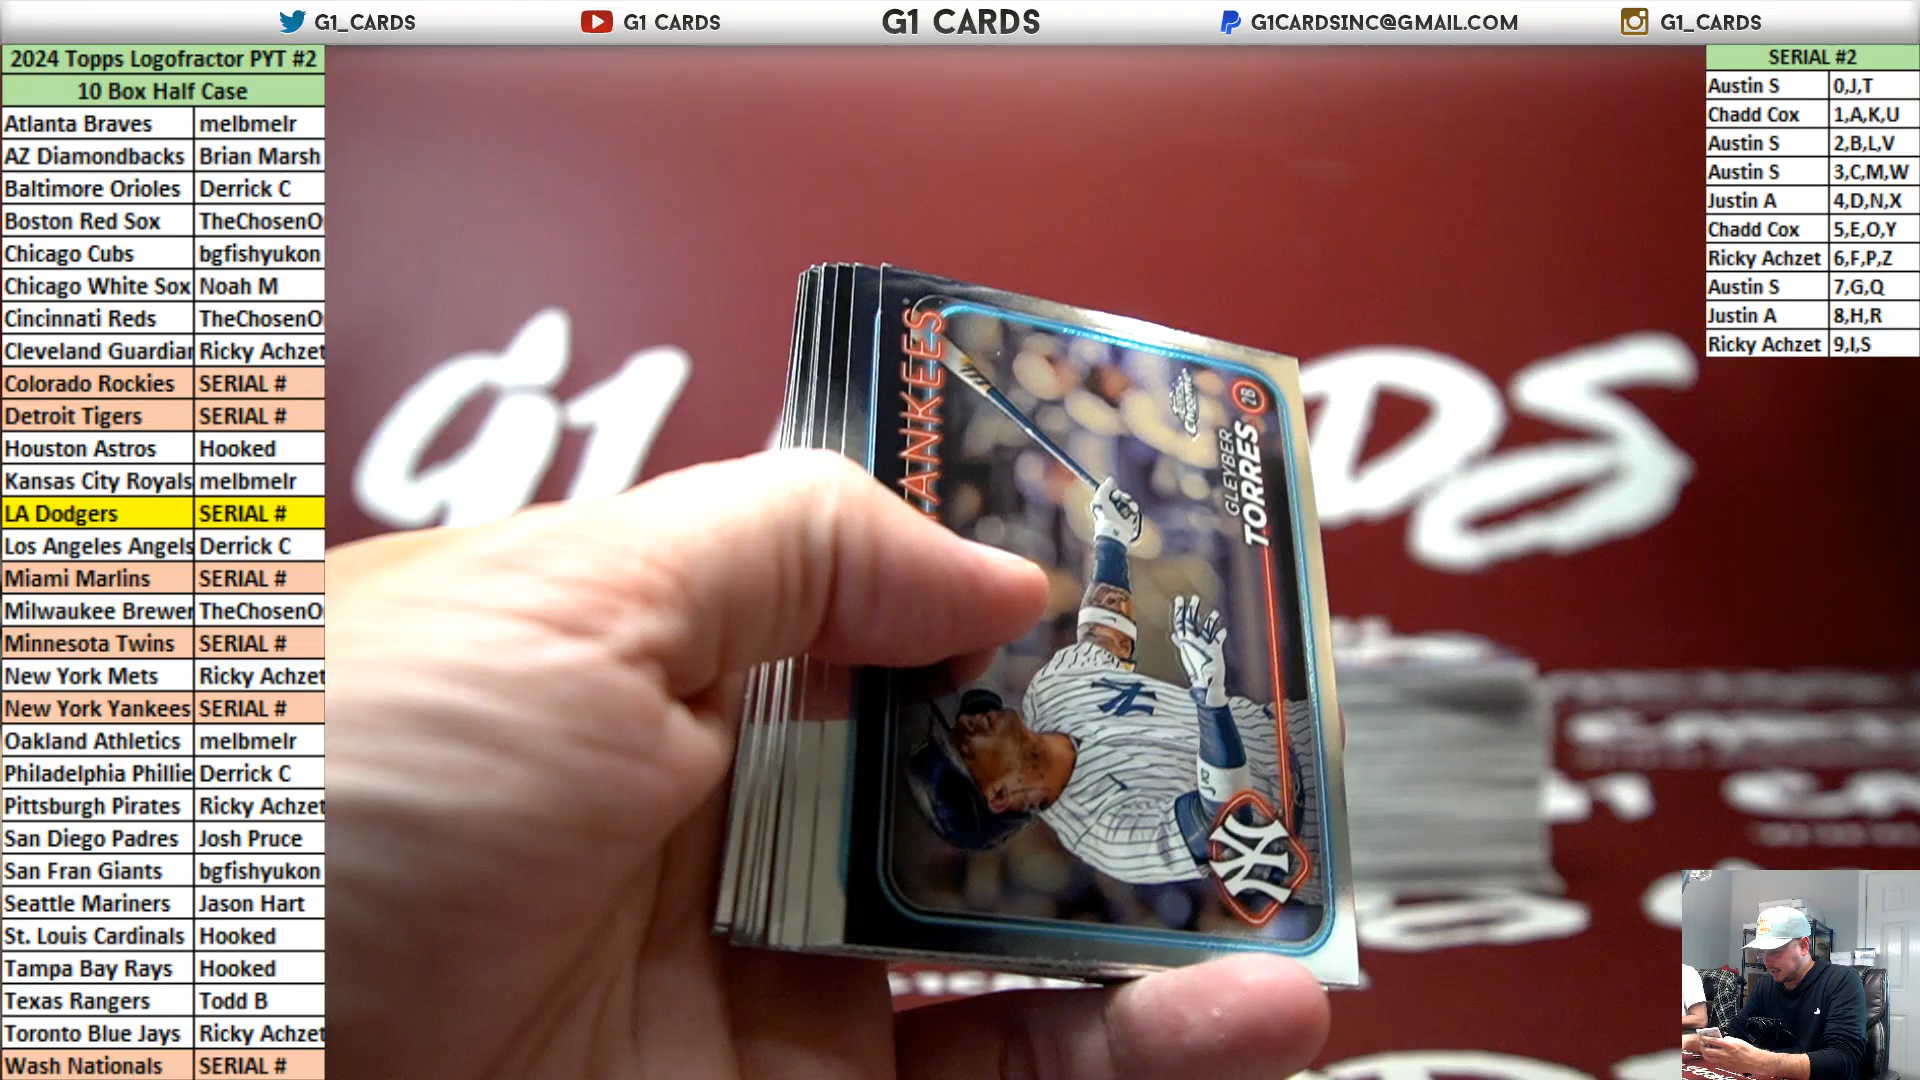 G1_CARDS G1 CARDS G1 CARDS G1CARDSINC@GMAIL.COM G1_CARDS
2024 Topps Logofractor PYT #2
10 Box Half Case
Atlanta Braves melbmelr
AZ Diamondbacks Brian Marsh
Baltimore Orioles Derrick C
Boston Red Sox TheChosenO
Chicago Cubs bgfishyukon
Chicago White Sox Noah M
Cincinnati Reds TheChosenO
Cleveland Guardian Ricky Achzet
Colorado Rockies SERIAL #
Detroit Tigers SERIAL #
Houston Astros Hooked
Kansas City Royals melbmelr
LA Dodgers SERIAL #
Los Angeles Angels Derrick C
Miami Marlins SERIAL #
Milwaukee Brewer TheChosenO
Minnesota Twins SERIAL #
New York Mets Ricky Achzet
New York Yankees SERIAL #
Oakland Athletics melbmelr
Philadelphia Phillie Derrick C
Pittsburgh Pirates Ricky Achzet
San Diego Padres Josh Pruce
San Fran Giants bgfishyukon
Seattle Mariners Jason Hart
St. Louis Cardinals Hooked
Tampa Bay Rays Hooked
Texas Rangers Todd B
Toronto Blue Jays Ricky Achzet
Wash Nationals SERIAL #
SERIAL #2
Austin S 0,J,T
Chadd Cox 1,A,K,U
Austin S 2,B,L,V
Austin S 3,C,M,W
Justin A 4,D,N,X
Chadd Cox 5,E,O,Y
Ricky Achzet 6,F,P,Z
Austin S 7,G,Q
Justin A 8,H,R
Ricky Achzet 9,I,S
YANKEES
Topps Chrome
GLEYBER
TORRES
2B
NY